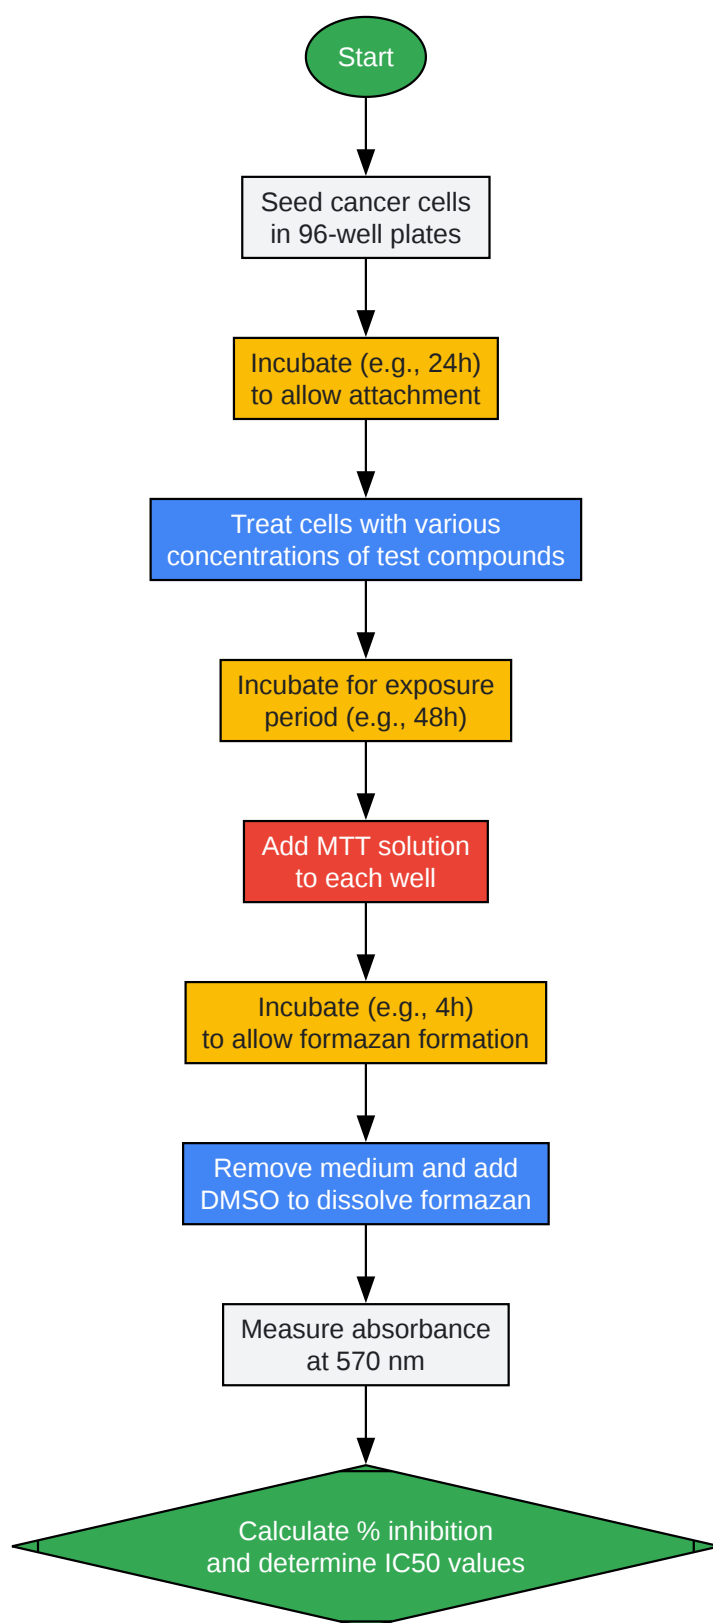 Start
Seed cancer cells
in 96-well plates
Incubate (e.g., 24h)
to allow attachment
Treat cells with various
concentrations of test compounds
Incubate for exposure
period (e.g., 48h)
Add MTT solution
to each well
Incubate (e.g., 4h)
to allow formazan formation
Remove medium and add
DMSO to dissolve formazan
Measure absorbance
at 570 nm
Calculate % inhibition
and determine IC50 values